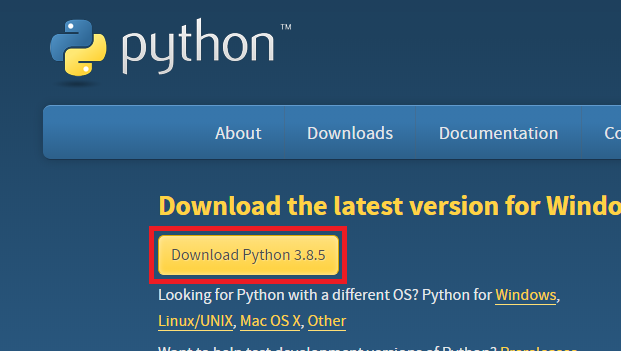 python™
About Downloads Documentation Co
Download the latest version for Windo
Download Python 3.8.5
Looking for Python with a different OS? Python for Windows,
Linux/UNIX, Mac OS X, Other
Want to help test development versions of Python? Prereleases